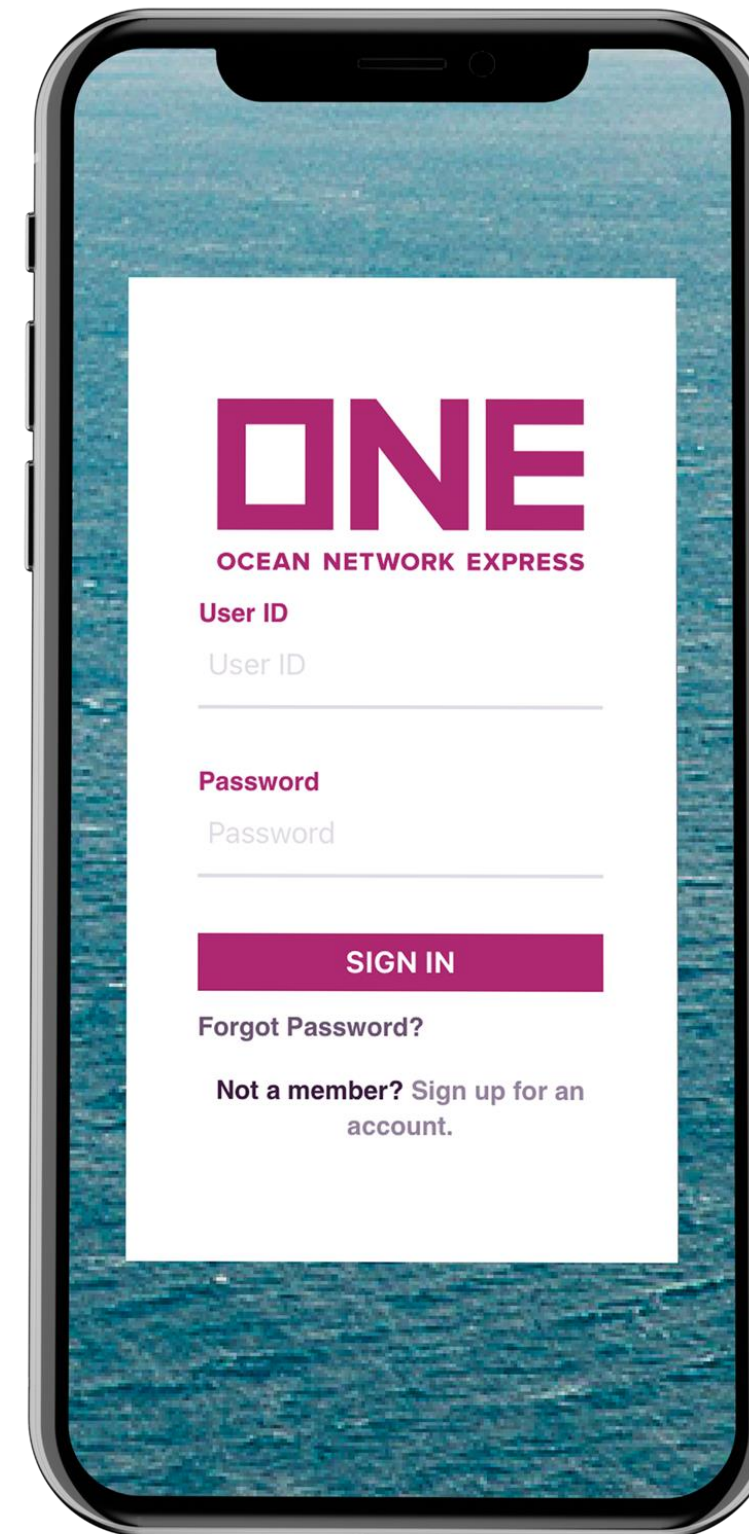 ONE
OCEAN NETWORK EXPRESS
User ID
User ID
Password
Password
SIGN IN
Forgot Password?
Not a member? Sign up for an
account.